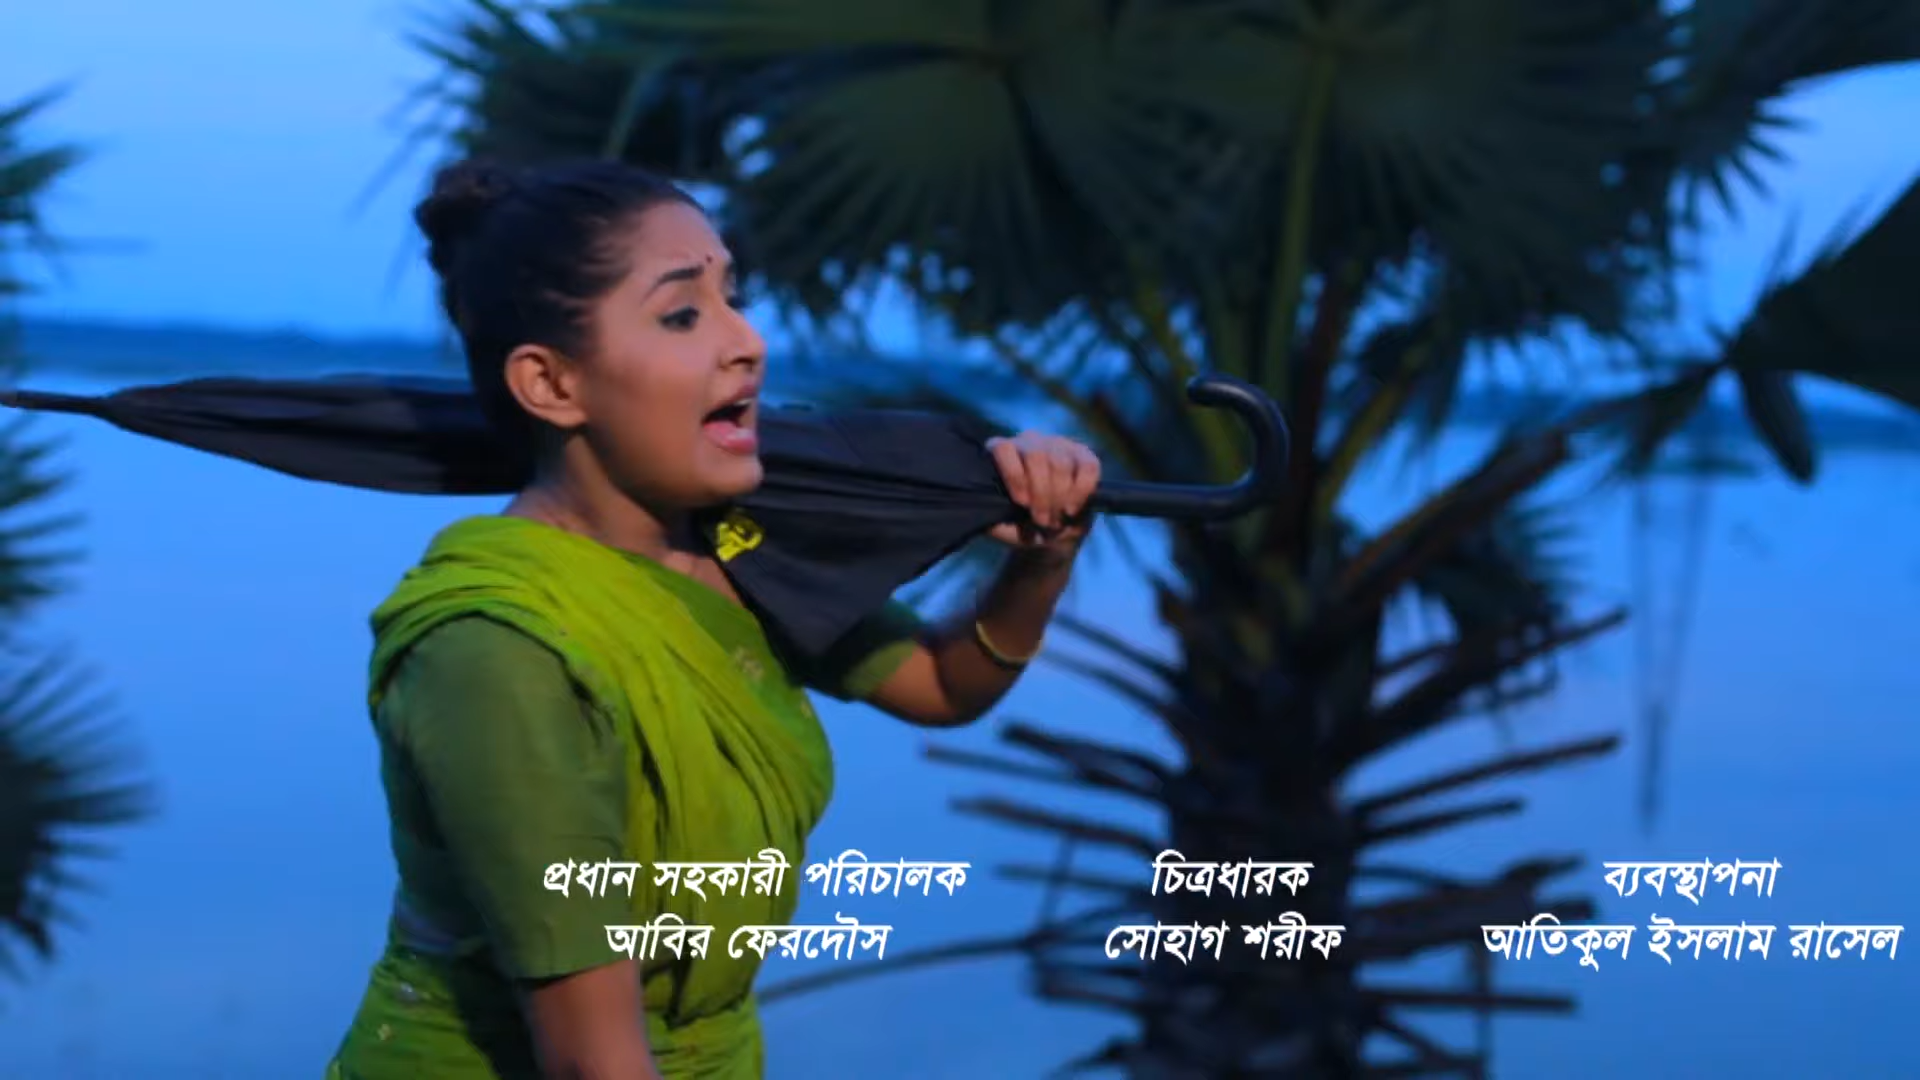 প্রধান সহকারী পরিচালক
আবির ফেরদৌস
চিত্রধারক
সোহাগ শরীফ
ব্যবস্থাপনা
আতিকুল ইসলাম রাসেল